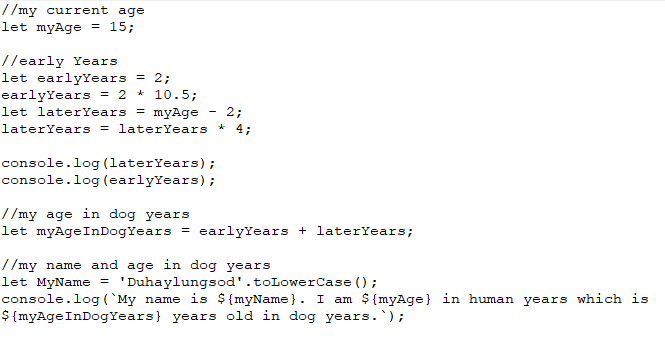 //my current age
let myAge = 15;
//early Years
let earlyYears = 2;
earlyYears = 2 * 10.5;
let laterYears = myAge - 2;
laterYears = laterYears * 4;
console.log(laterYears);
console.log(earlyYears);
//my age in dog years
let myAgeInDogYears = earlyYears + laterYears;
//my name and age in dog years
let MyName = 'Duhaylungsod'.toLowerCase();
console.log(`My name is ${myName}. I am ${myAge} in human years which is
${myAgeInDogYears} years old in dog years.`);